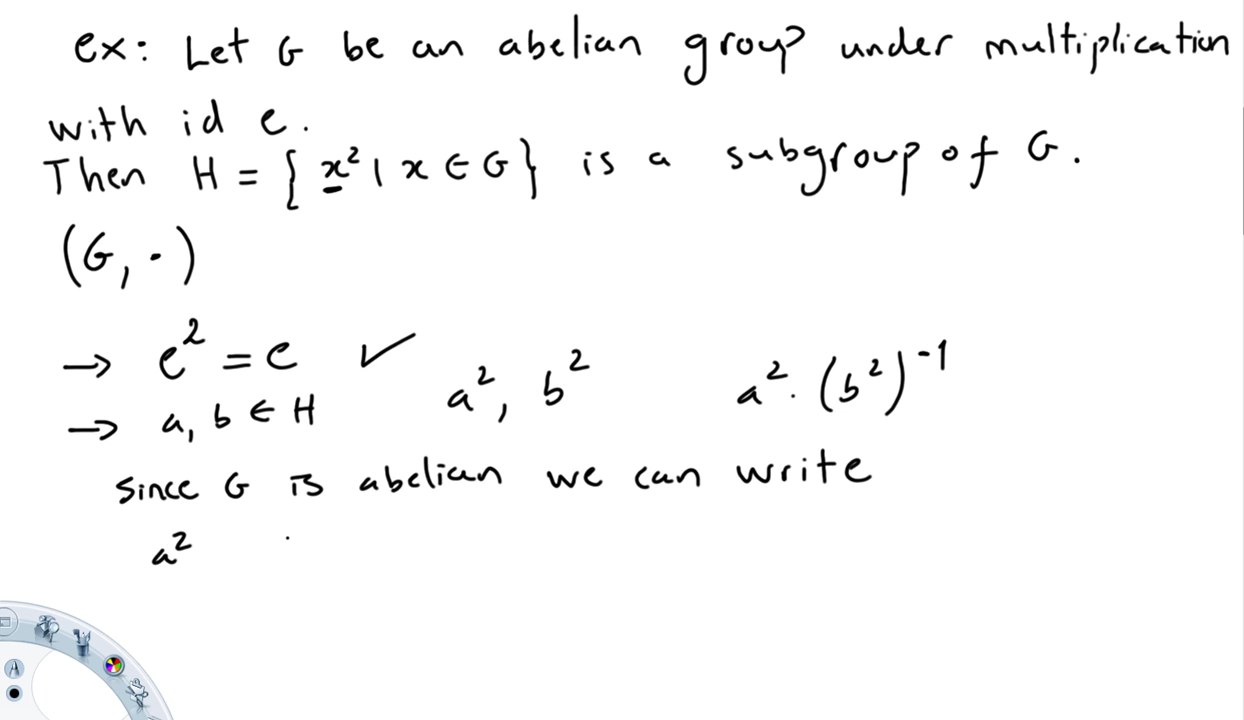 ex: Let G be an abelian group under multiplication
with id e.
Then H = { x² | x ∈ G } is a subgroup of G.
(G, ·)
→ e² = e ✓
→ a, b ∈ H a², b² a² · (b²)⁻¹
since G is abelian we can write
a²